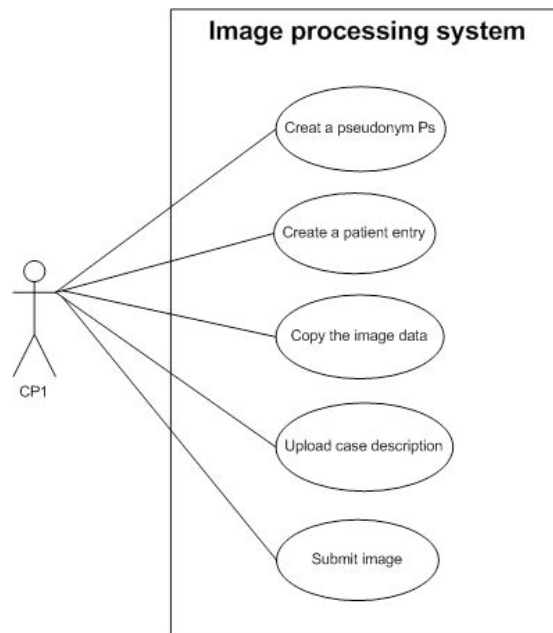 Image processing system
Creat a pseudonym Ps
Create a patient entry
Copy the image data
CP1
Upload case description
Submit image